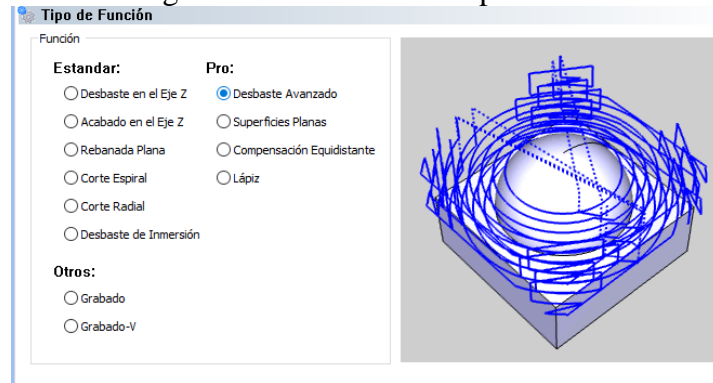 Tipo de Función
Función
Estandar:
Desbaste en el Eje Z
Acabado en el Eje Z
Rebanada Plana
Corte Espiral
Corte Radial
Desbaste de Inmersión
Pro:
Desbaste Avanzado
Superficies Planas
Compensación Equidistante
Lápiz
Otros:
Grabado
Grabado-V